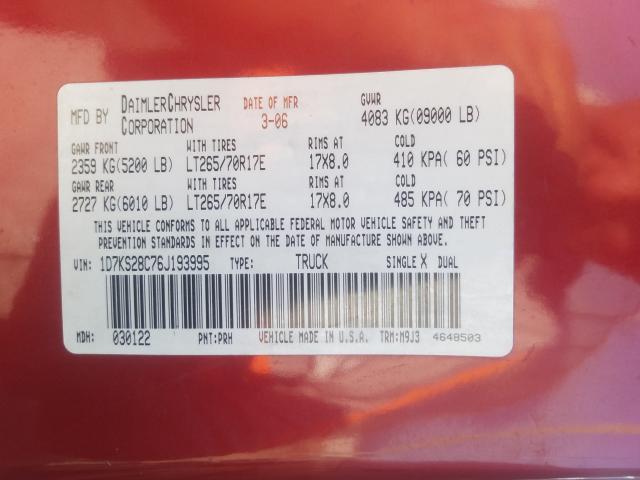 MFD BY DAIMLERCHRYSLER CORPORATION DATE OF MFR 3-06 GVWR 4083 KG(09000 LB)
GAWR FRONT WITH TIRES RIMS AT COLD
2359 KG(5200 LB) LT265/70R17E 17X8.0 410 KPA( 60 PSI)
GAWR REAR WITH TIRES RIMS AT COLD
2727 KG(6010 LB) LT265/70R17E 17X8.0 485 KPA( 70 PSI)
THIS VEHICLE CONFORMS TO ALL APPLICABLE FEDERAL MOTOR VEHICLE SAFETY AND THEFT
PREVENTION STANDARDS IN EFFECT ON THE DATE OF MANUFACTURE SHOWN ABOVE.
VIN: 1D7KS28C76J193995 TYPE: TRUCK SINGLE X DUAL
MDH: 030122 PNT:PRH VEHICLE MADE IN U.S.A. TRM:M9J3 4648503